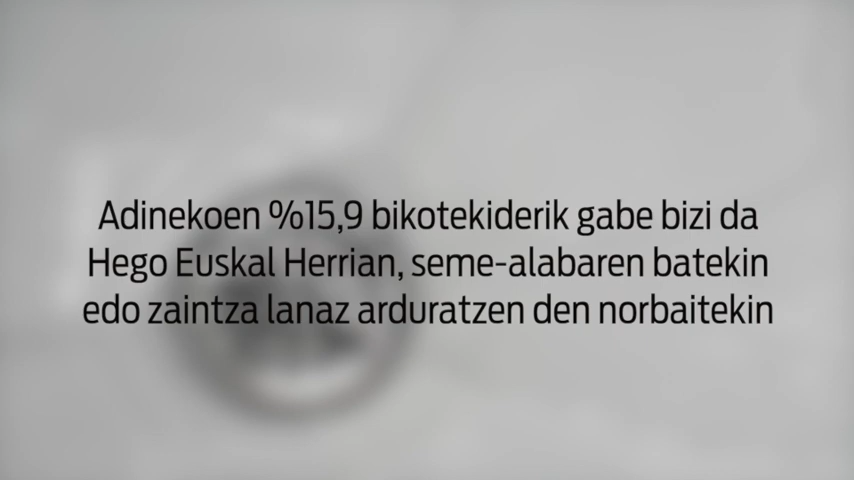 Adinekoen %15,9 bikotekiderik gabe bizi da
Hego Euskal Herrian, seme-alabaren batekin
edo zaintza lanaz arduratzen den norbaitekin